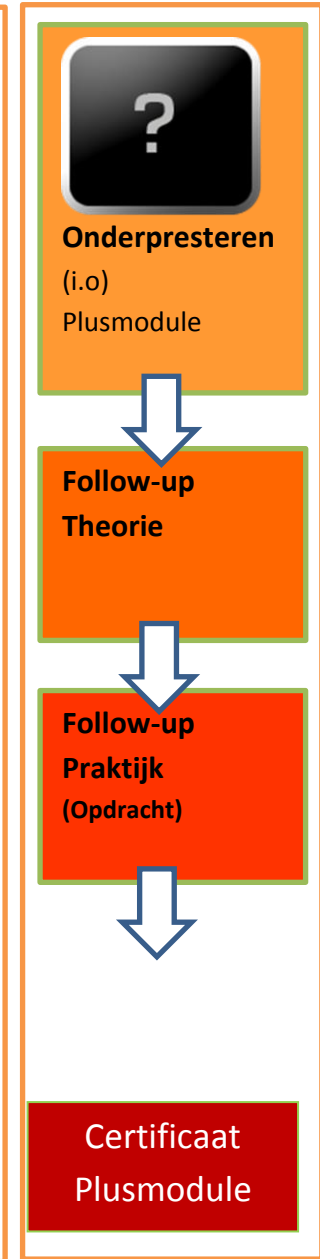 ?
Onderpresteren
(i.o)
Plusmodule
Follow-up
Theorie
Follow-up
Praktijk
(Opdracht)
Certificaat
Plusmodule